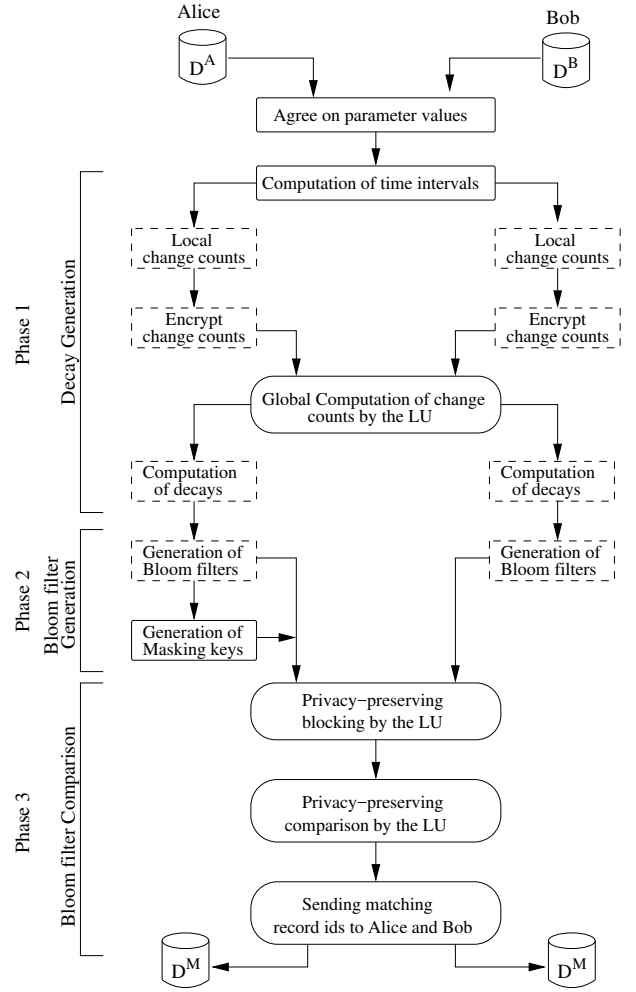 Alice
Bob
D^A
D^B
Agree on parameter values
Computation of time intervals
Local
change counts
Local
change counts
Encrypt
change counts
Encrypt
change counts
Global Computation of change
counts by the LU
Computation
of decays
Computation
of decays
Phase 1
Decay Generation
Generation of
Bloom filters
Generation of
Bloom filters
Generation of
Masking keys
Phase 2
Bloom filter
Generation
Privacy−preserving
blocking by the LU
Privacy−preserving
comparison by the LU
Sending matching
record ids to Alice and Bob
Phase 3
Bloom filter Comparison
D^M
D^M